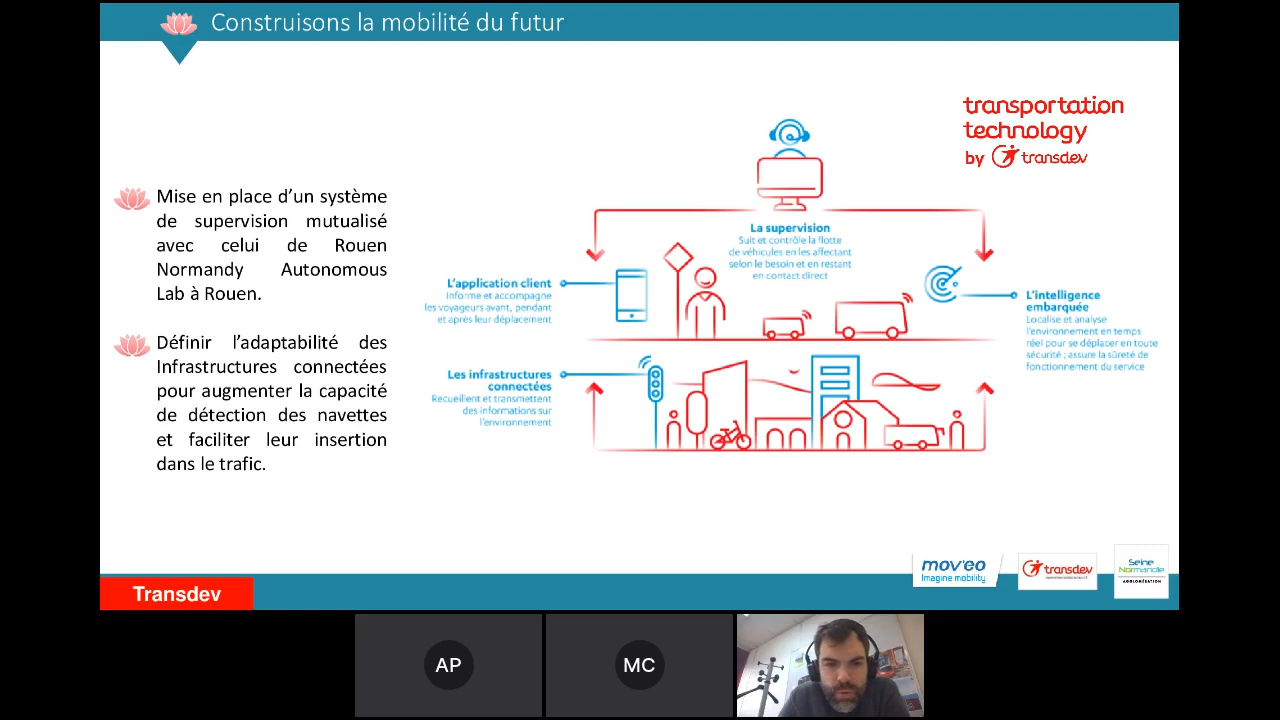 Construisons la mobilité du futur
transportation
technology
by transdev
Mise en place d'un système
de supervision mutualisé
avec celui de Rouen
Normandy Autonomous
Lab à Rouen.
Définir l'adaptabilité des
Infrastructures connectées
pour augmenter la capacité
de détection des navettes
et faciliter leur insertion
dans le trafic.
La supervision
Suit et contrôle la flotte
de véhicules en les affectant
selon le besoin et en restant
en contact direct
L'application client
Informe et accompagne
les voyageurs avant, pendant
et après leur déplacement
L'intelligence
embarquée
Localise et analyse
l'environnement en temps
réel pour se déplacer en toute
sécurité ; assure la sûreté de
fonctionnement du service
Les infrastructures
connectées
Recueillent et transmettent
des informations sur
l'environnement
mov'eo
Imagine mobility
transdev
Seine
Normandie
AGGLOMÉRATION
Transdev
AP
MC